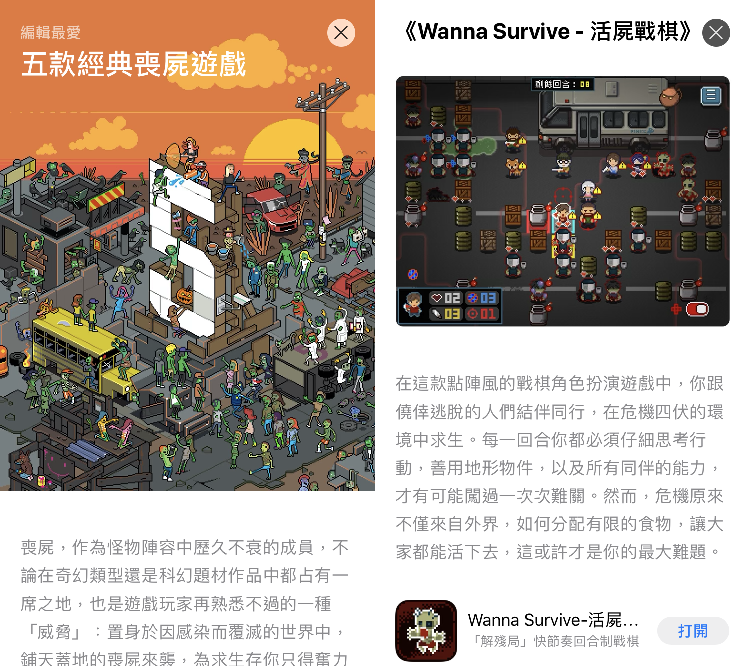 編輯最愛
五款經典喪屍遊戲
喪屍，作為怪物陣容中歷久不衰的成員，不
論在奇幻類型還是科幻題材作品中都占有一
席之地，也是遊戲玩家再熟悉不過的一種
「威脅」：置身於因感染而覆滅的世界中，
鋪天蓋地的喪屍來襲，為求生存你只得奮力
《Wanna Survive - 活屍戰棋》
剩餘回合：08
02
03
03
01
在這款點陣風的戰棋角色扮演遊戲中，你跟
僥倖逃脫的人們結伴同行，在危機四伏的環
境中求生。每一回合你都必須仔細思考行
動，善用地形物件，以及所有同伴的能力，
才有可能闖過一次次難關。然而，危機原來
不僅來自外界，如何分配有限的食物，讓大
家都能活下去，這或許才是你的最大難題。
Wanna Survive-活屍...
「解殘局」快節奏回合制戰棋
打開